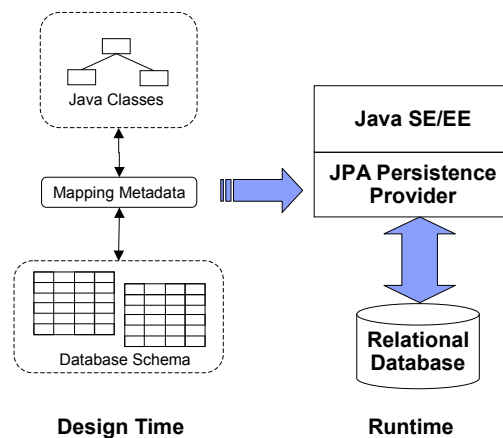 Java Classes
Mapping Metadata
Database Schema
Design Time
Java SE/EE
JPA Persistence
Provider
Relational
Database
Runtime